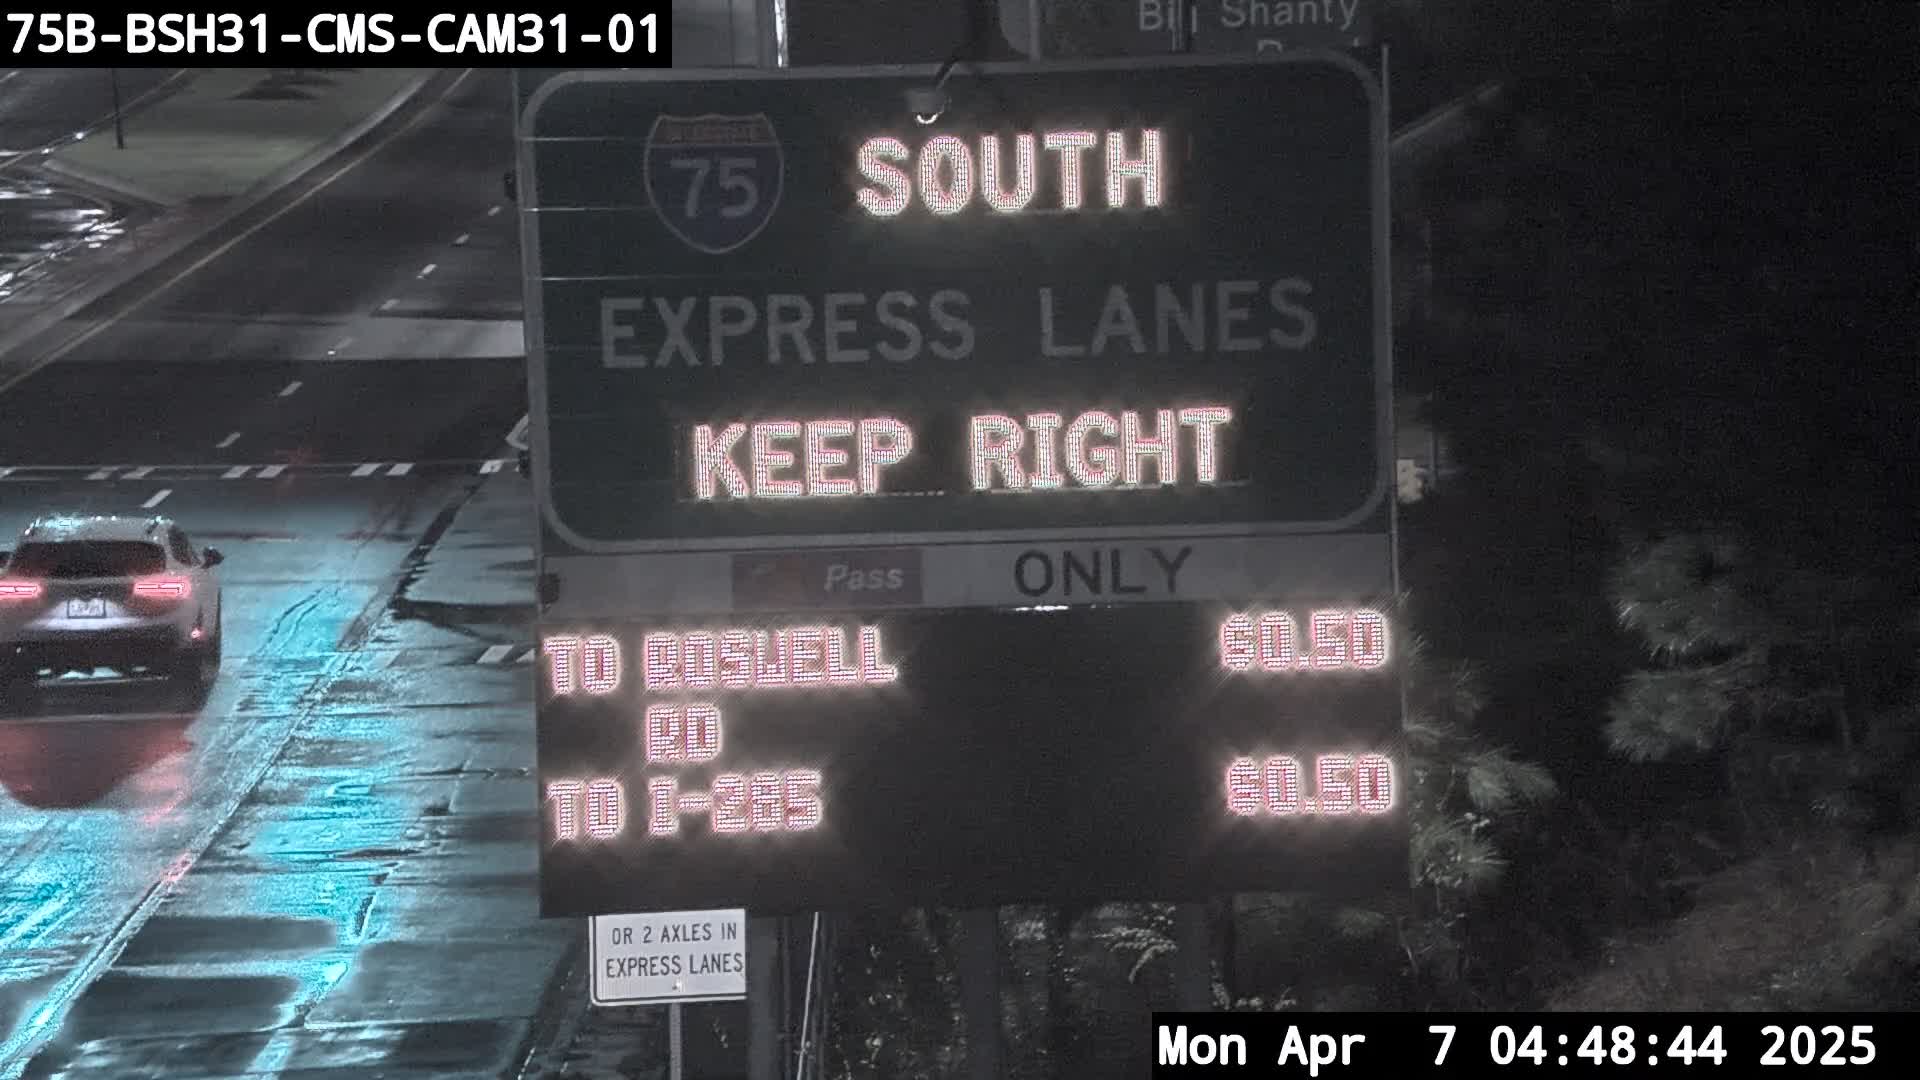 75B-BSH31-CMS-CAM31-01
Bill Shanty
75 SOUTH
EXPRESS LANES
KEEP RIGHT
Pass ONLY
TO ROSWELL $0.50
RD
TO I-285 $0.50
OR 2 AXLES IN
EXPRESS LANES
Mon Apr 7 04:48:44 2025